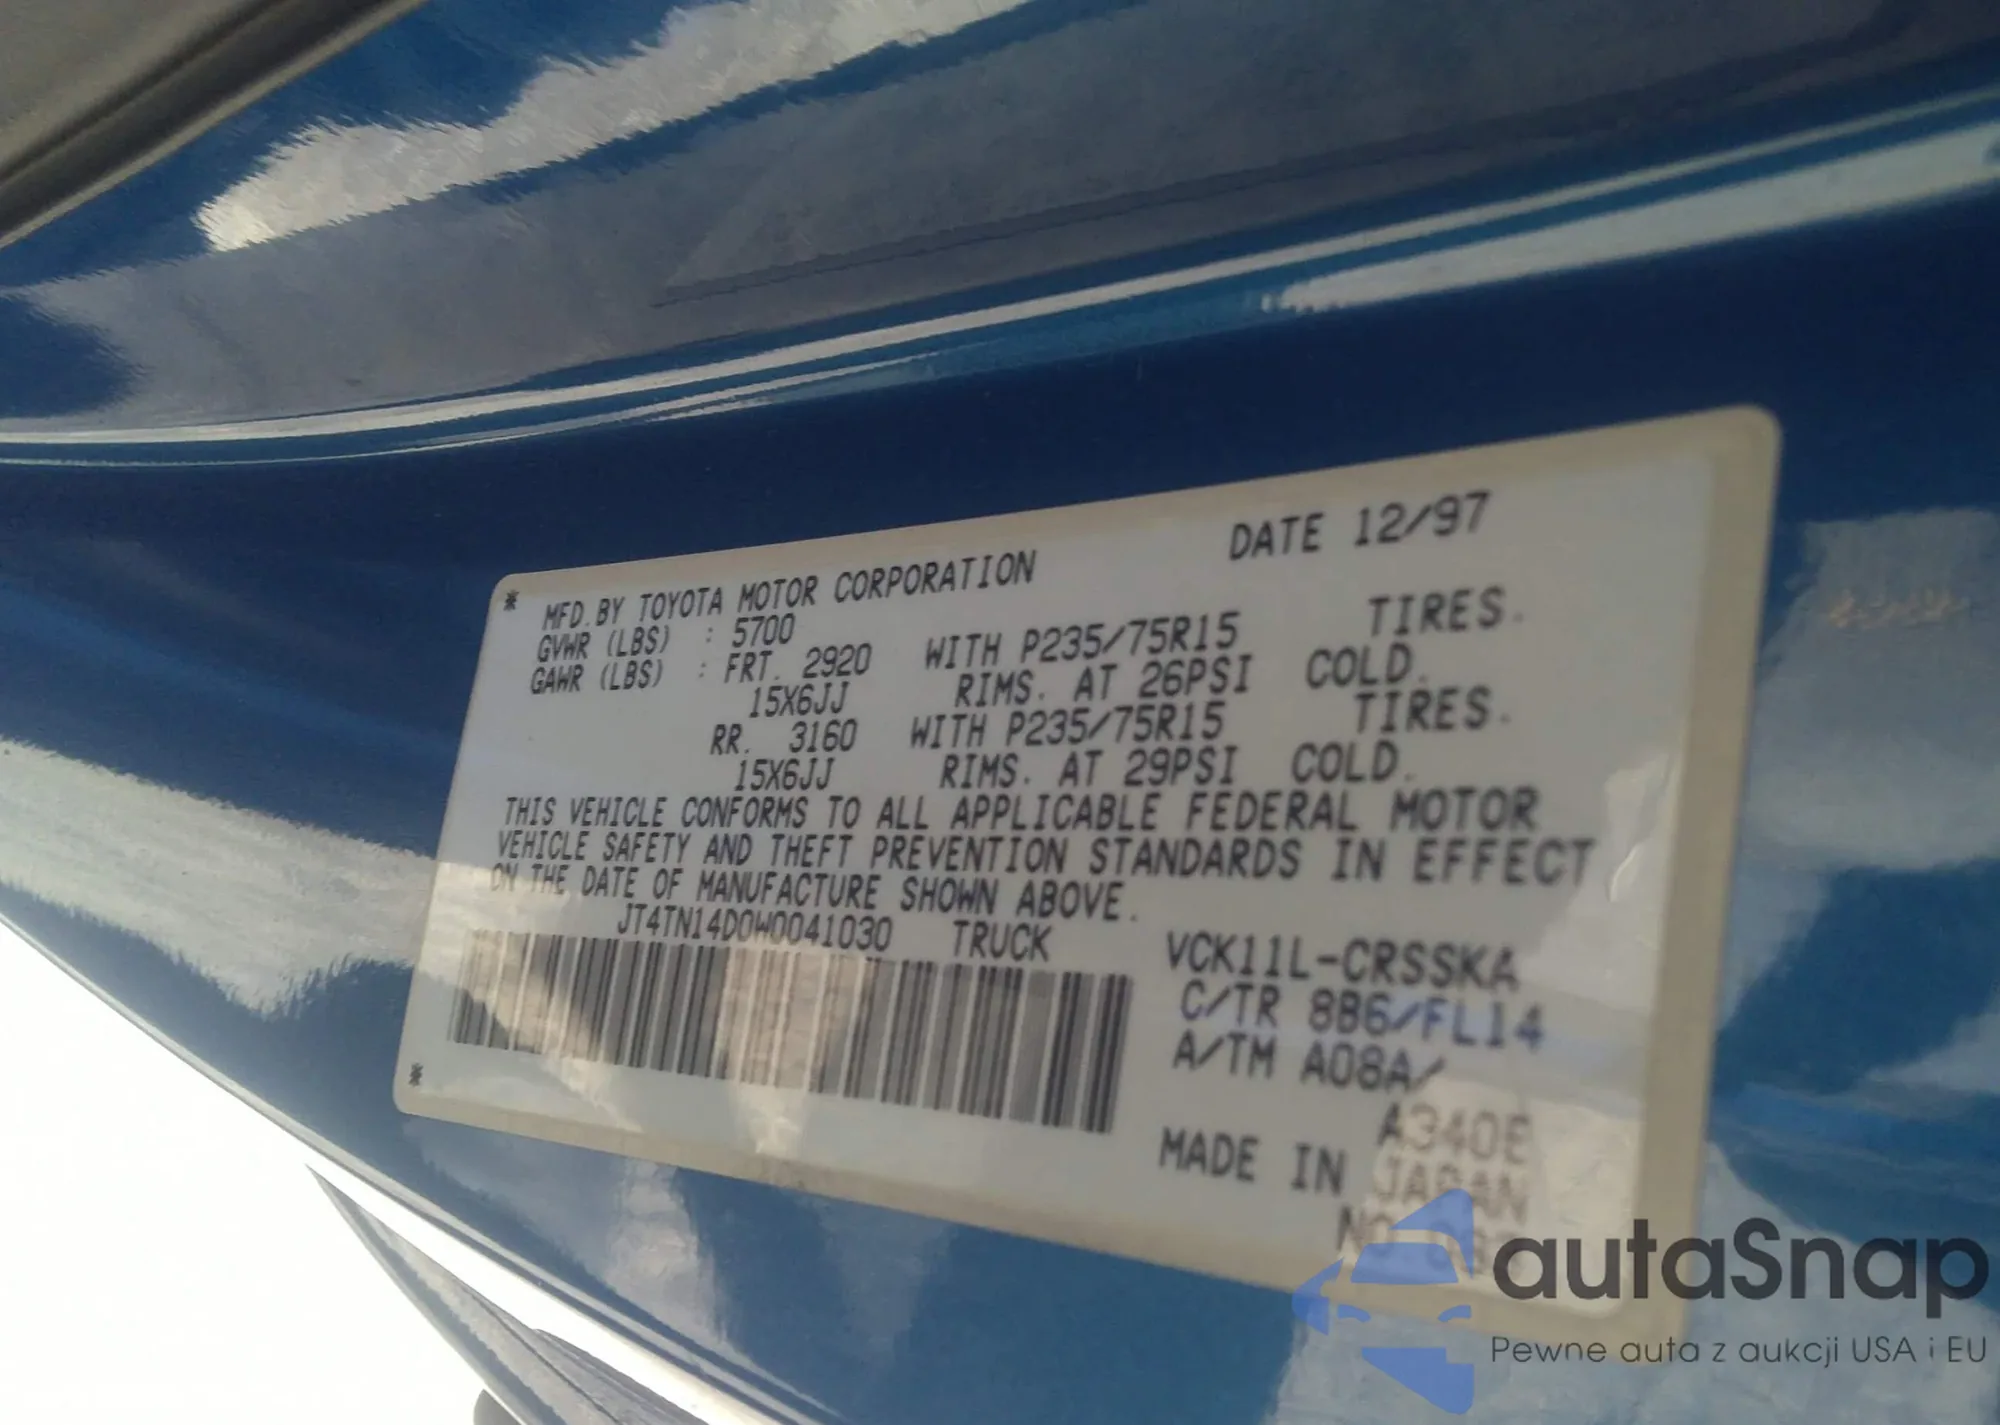 DATE 12/97
MFD.BY TOYOTA MOTOR CORPORATION
GVWR (LBS) : 5700
GAWR (LBS) : FRT. 2920 WITH P235/75R15 TIRES.
15X6JJ RIMS. AT 26PSI COLD.
RR. 3160 WITH P235/75R15 TIRES.
15X6JJ RIMS. AT 29PSI COLD.
THIS VEHICLE CONFORMS TO ALL APPLICABLE FEDERAL MOTOR
VEHICLE SAFETY AND THEFT PREVENTION STANDARDS IN EFFECT
ON THE DATE OF MANUFACTURE SHOWN ABOVE.
JT4TN14D0W0041030 TRUCK
VCK11L-CRSSKA
C/TR 8B6/FL14
A/TM A08A/
A340E
MADE IN JAPAN
autaSnap
Pewne auta z aukcji USA i EU